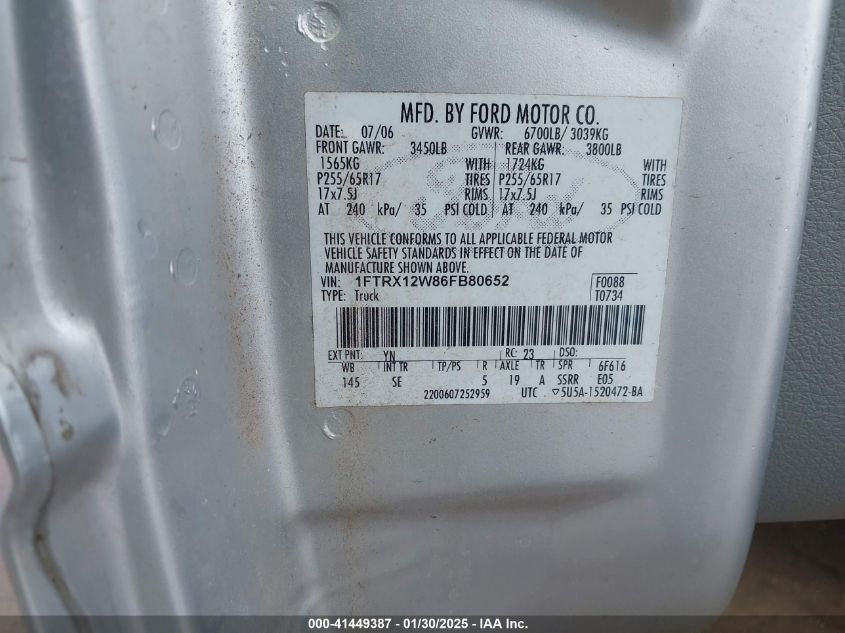 MFD. BY FORD MOTOR CO.
DATE: 07/06 GVWR: 6700LB/ 3039KG
FRONT GAWR: 3450LB REAR GAWR: 3800LB
1565KG WITH 1724KG WITH
P255/65R17 TIRES P255/65R17 TIRES
17x7.5J RIMS 17x7.5J RIMS
AT 240 kPa/ 35 PSI COLD AT 240 kPa/ 35 PSI COLD
THIS VEHICLE CONFORMS TO ALL APPLICABLE FEDERAL MOTOR
VEHICLE SAFETY STANDARDS IN EFFECT ON THE DATE OF
MANUFACTURE SHOWN ABOVE.
VIN: 1FTRX12W86FB80652 F0088
TYPE: Truck T0734
EXT PNT: YN RC: 23 DSO:
WB INT TR TP/PS R AXLE TR SPR 6F616
145 SE 5 19 A SSRR E05
2200607252959 UTC ▽5U5A-1520472-BA
000-41449387 - 01/30/2025 - IAA Inc.